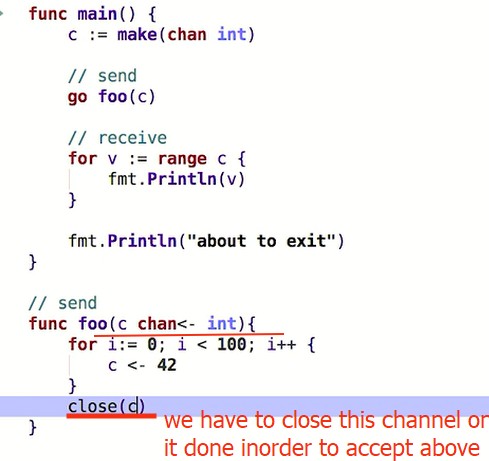 func main() {
c := make(chan int)
// send
go foo(c)
// receive
for v := range c {
fmt.Println(v)
}
fmt.Println("about to exit")
}
// send
func foo(c chan<- int){
for i:= 0; i < 100; i++ {
c <- 42
}
close(c)
we have to close this channel on
}
it done inorder to accept above